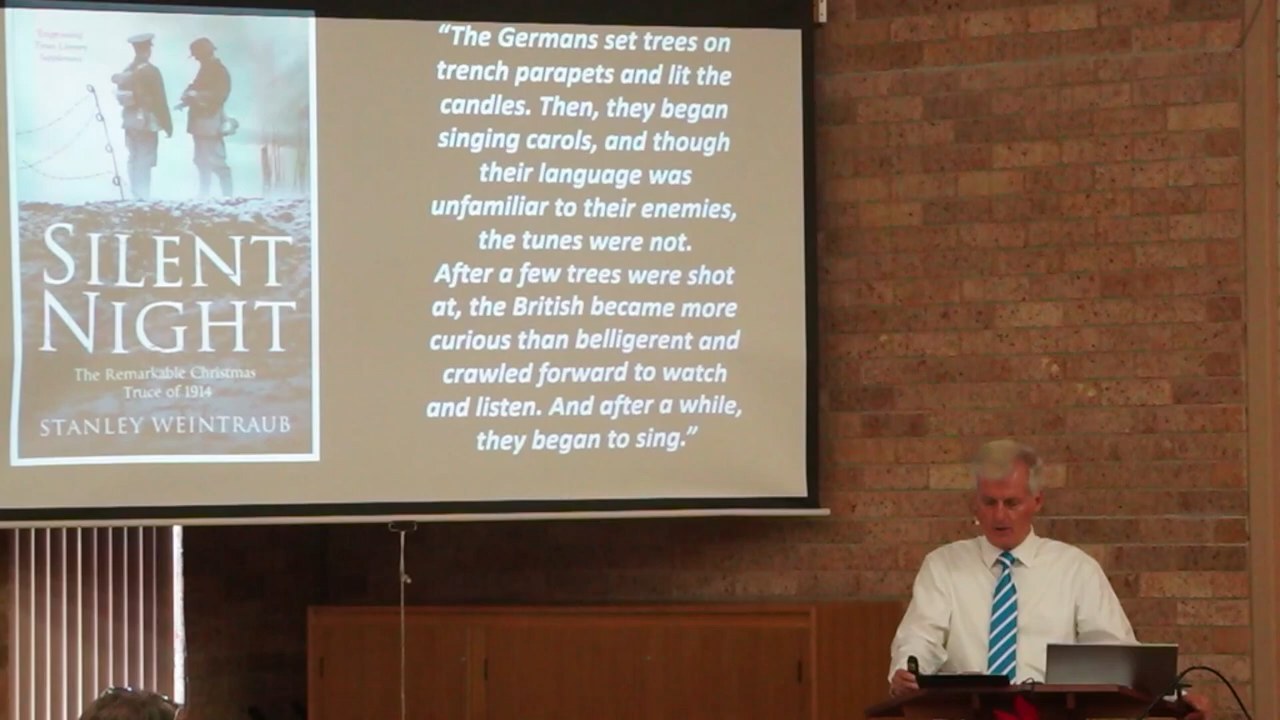 SILENT
NIGHT
The Remarkable Christmas
Truce of 1914
STANLEY WEINTRAUB
“The Germans set trees on
trench parapets and lit the
candles. Then, they began
singing carols, and though
their language was
unfamiliar to their enemies,
the tunes were not.
After a few trees were shot
at, the British became more
curious than belligerent and
crawled forward to watch
and listen. And after a while,
they began to sing.”